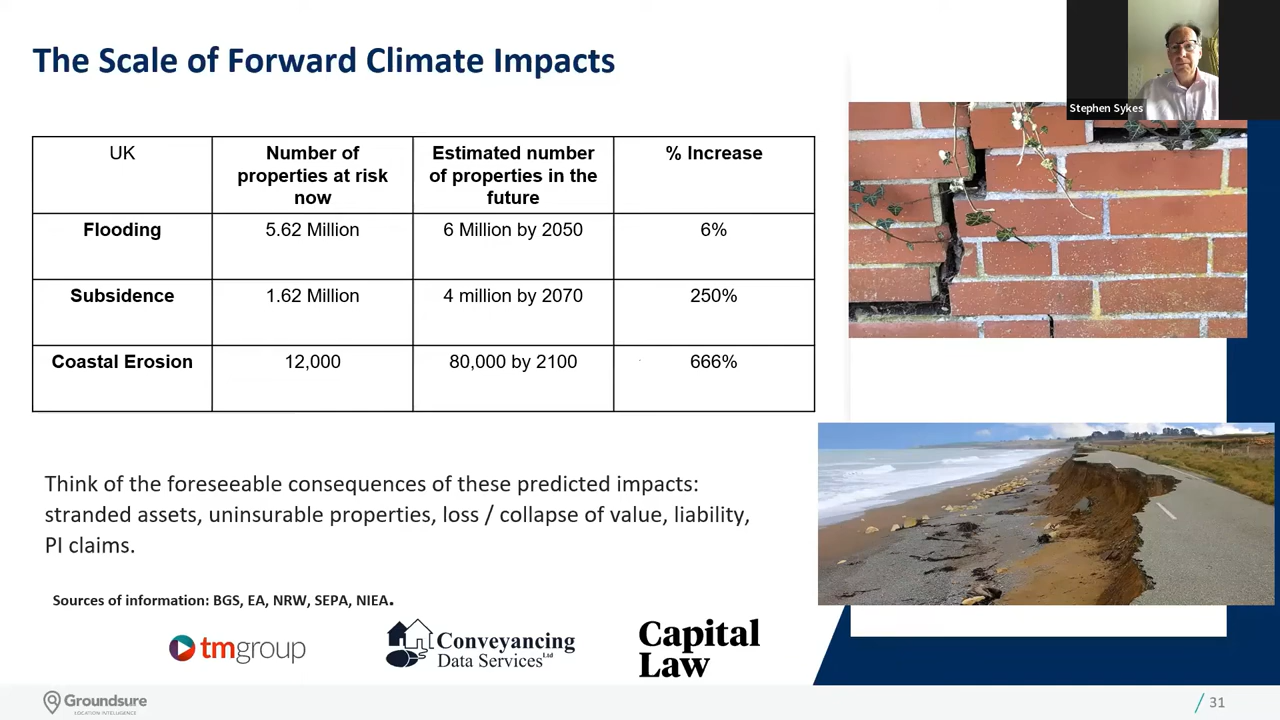 The Scale of Forward Climate Impacts
Stephen Sykes
UK
Number of
properties at risk
now
Estimated number
of properties in the
future
% Increase
Flooding
5.62 Million
6 Million by 2050
6%
Subsidence
1.62 Million
4 million by 2070
250%
Coastal Erosion
12,000
80,000 by 2100
666%
Think of the foreseeable consequences of these predicted impacts:
stranded assets, uninsurable properties, loss / collapse of value, liability,
PI claims.
Sources of information: BGS, EA, NRW, SEPA, NIEA.
tmgroup
Conveyancing
Data Services Ltd
Capital
Law
Groundsure
LOCATION INTELLIGENCE
/ 31